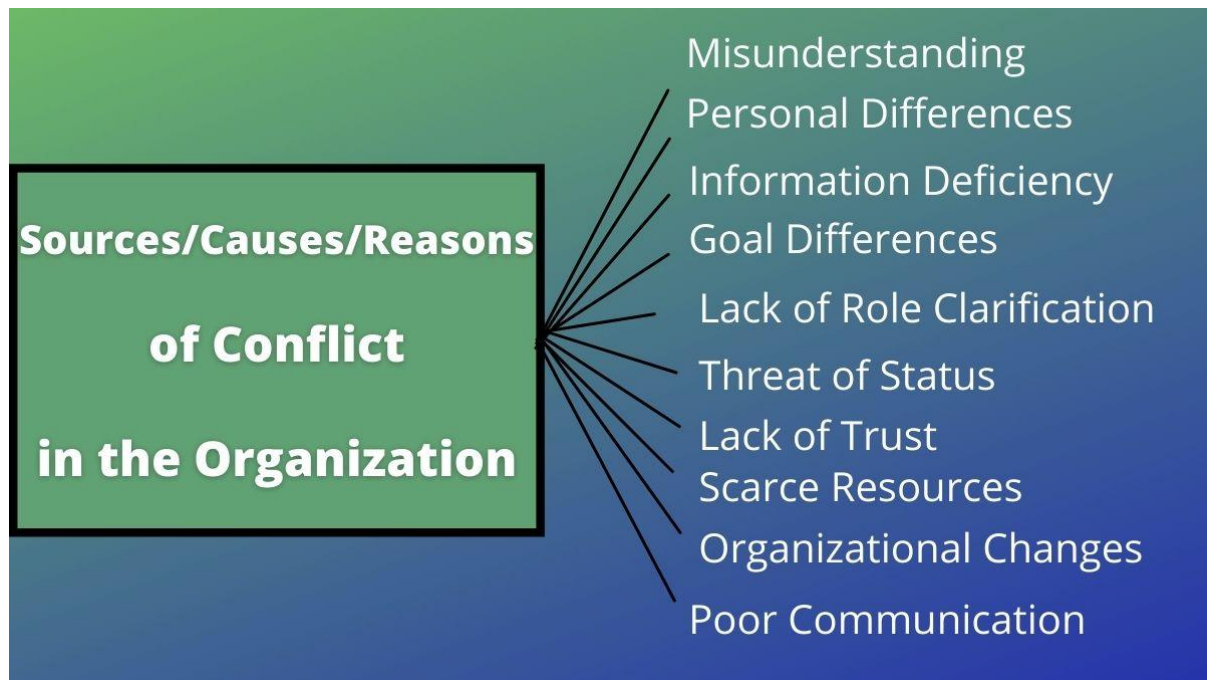 Sources/Causes/Reasons
of Conflict
in the Organization
Misunderstanding
Personal Differences
Information Deficiency
Goal Differences
Lack of Role Clarification
Threat of Status
Lack of Trust
Scarce Resources
Organizational Changes
Poor Communication